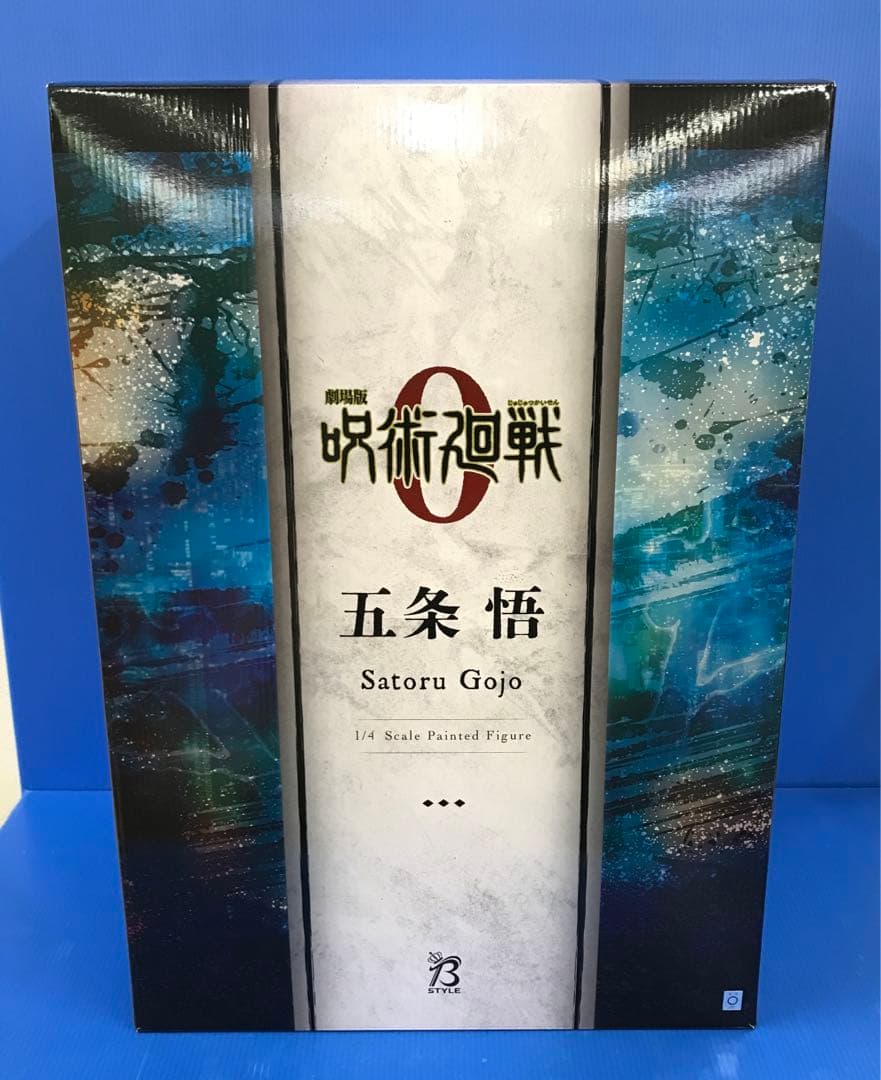 劇場版
じゅじゅつかいせん
呪術廻戦
0
五条 悟
Satoru Gojo
1/4 Scale Painted Figure
B
STYLE